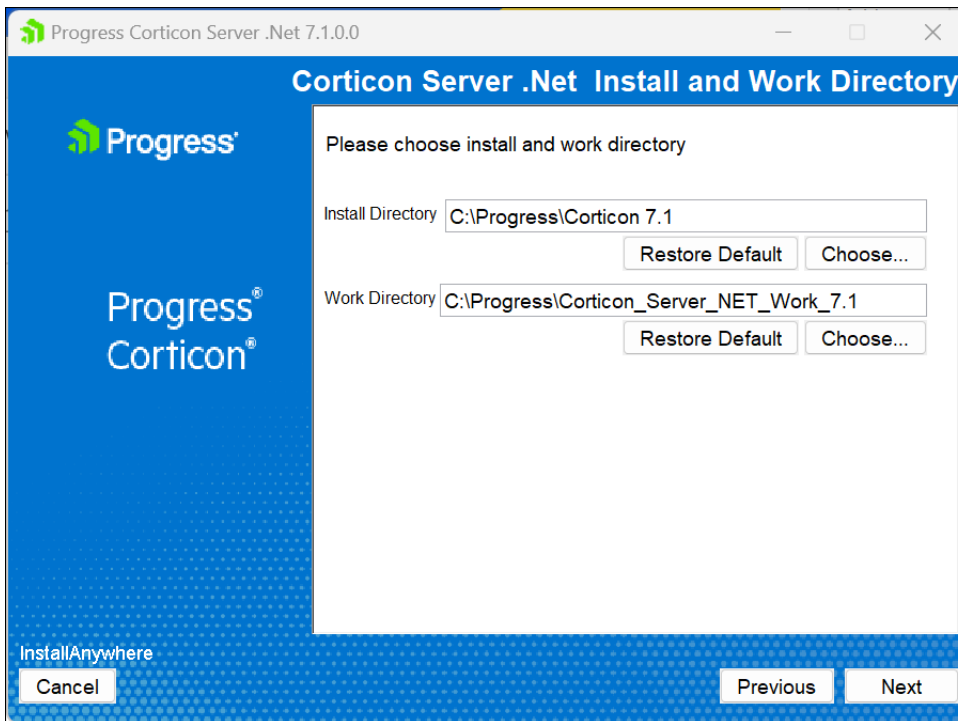 Progress Corticon Server .Net 7.1.0.0
Corticon Server .Net Install and Work Directory
Progress
Please choose install and work directory
Install Directory C:\Progress\Corticon 7.1
Restore Default Choose...
Work Directory C:\Progress\Corticon_Server_NET_Work_7.1
Restore Default Choose...
Progress®
Corticon®
InstallAnywhere
Cancel Previous Next